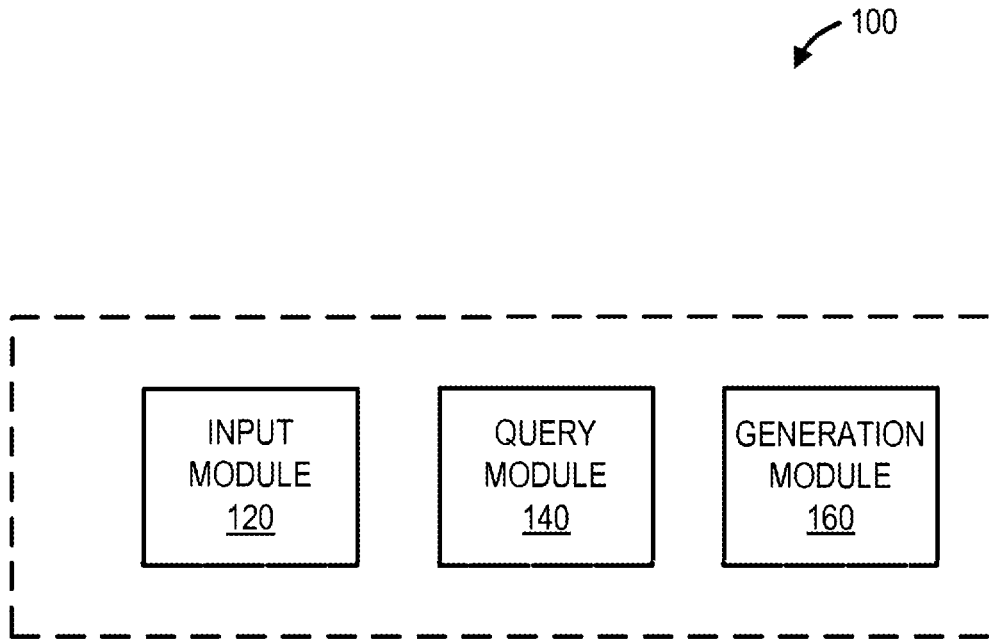 100
INPUT
MODULE
120
QUERY
MODULE
140
GENERATION
MODULE
160